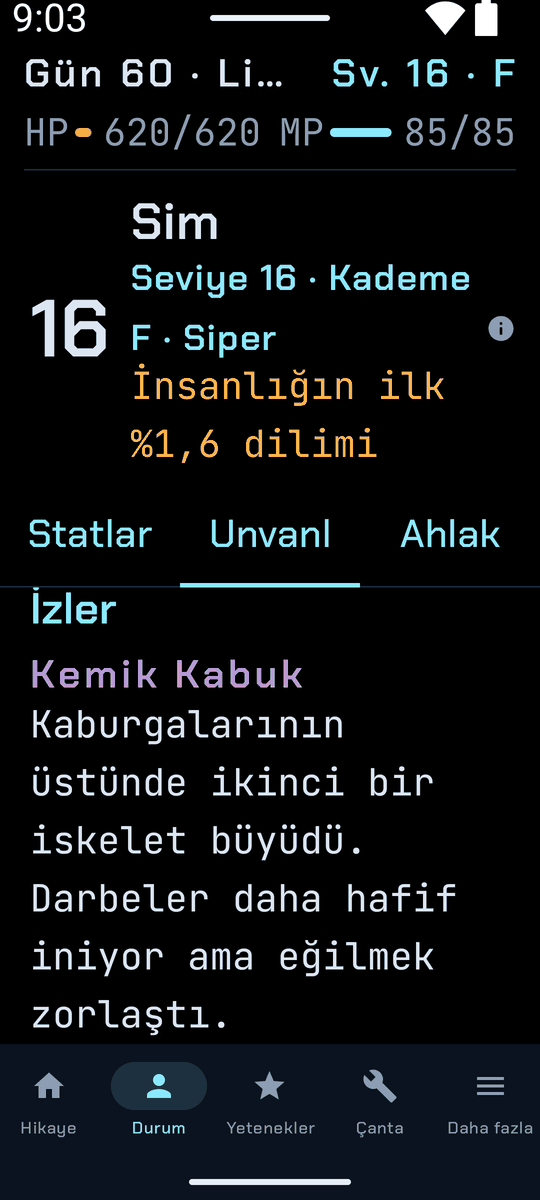 9:03
Gün 60 · Li... Sv. 16 · F
HP 620/620 MP 85/85
Sim
16
Seviye 16 · Kademe
F · Siper
İnsanlığın ilk
%1,6 dilimi
Statlar Unvanl Ahlak
İzler
Kemik Kabuk
Kaburgalarının
üstünde ikinci bir
iskelet büyüdü.
Darbeler daha hafif
iniyor ama eğilmek
zorlaştı.
Hikaye Durum Yetenekler Çanta Daha fazla